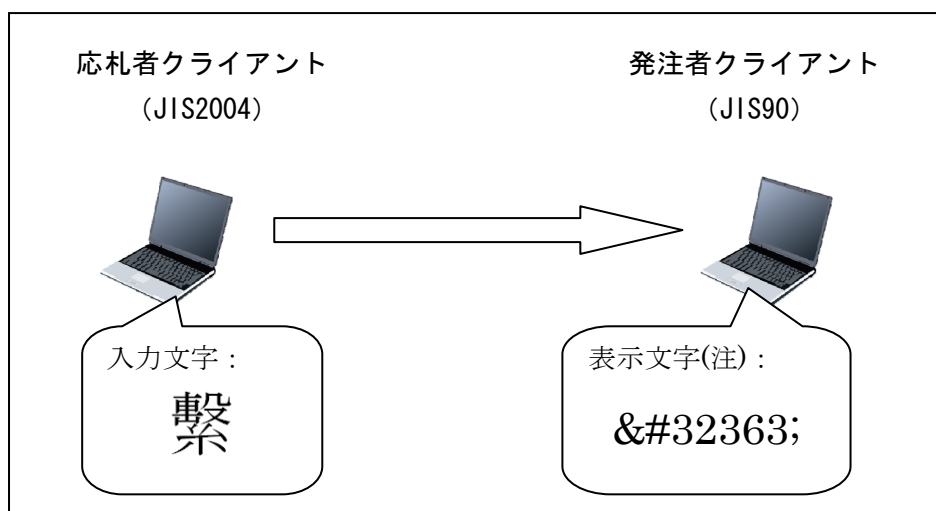 応札者クライアント
（JIS2004）
発注者クライアント
（JIS90）
入力文字：
繫
表示文字(注)：
&#32363;